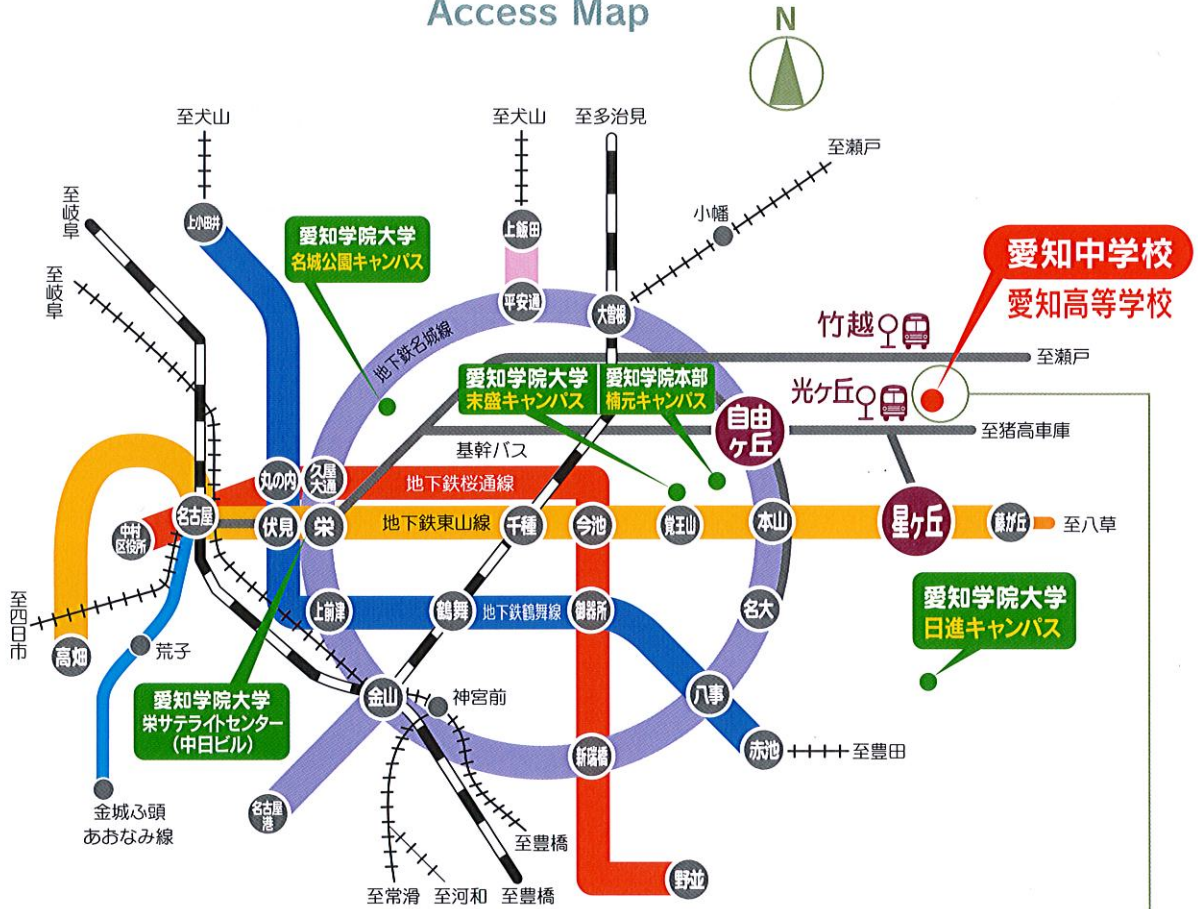 Access Map
N
至犬山
至犬山
至多治見
至瀬戸
至岐阜
上小田井
愛知学院大学
名城公園キャンパス
上飯田
小幡
愛知中学校
愛知高等学校
至岐阜
平安通
大曽根
竹越
至瀬戸
地下鉄名城線
愛知学院大学
末盛キャンパス
愛知学院本部
楠元キャンパス
光ヶ丘
自由
ヶ丘
至猪高車庫
基幹バス
丸の内
久屋
大通
地下鉄桜通線
名古屋
中村
区役所
伏見
栄
地下鉄東山線
千種
今池
覚王山
本山
星ヶ丘
藤が丘
至八草
至四日市
高畑
荒子
上前津
鶴舞
地下鉄鶴舞線
御器所
名大
愛知学院大学
日進キャンパス
愛知学院大学
栄サテライトセンター
（中日ビル）
金山
神宮前
八事
新瑞橋
赤池
至豊田
金城ふ頭
あおなみ線
名古屋
港
至豊橋
至常滑
至河和
至豊橋
野並